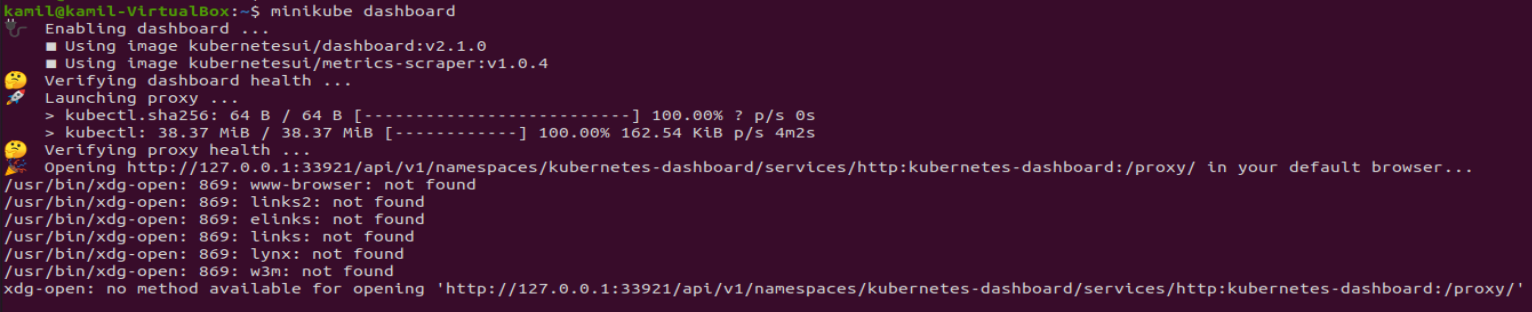 kamil@kamil-VirtualBox:~$ minikube dashboard
Enabling dashboard ...
■ Using image kubernetesui/dashboard:v2.1.0
■ Using image kubernetesui/metrics-scraper:v1.0.4
🤔 Verifying dashboard health ...
🚀 Launching proxy ...
> kubectl.sha256: 64 B / 64 B [--------------------------] 100.00% ? p/s 0s
> kubectl: 38.37 MiB / 38.37 MiB [------------] 100.00% 162.54 KiB p/s 4m2s
🤔 Verifying proxy health ...
🎉 Opening http://127.0.0.1:33921/api/v1/namespaces/kubernetes-dashboard/services/http:kubernetes-dashboard:/proxy/ in your default browser...
/usr/bin/xdg-open: 869: www-browser: not found
/usr/bin/xdg-open: 869: links2: not found
/usr/bin/xdg-open: 869: elinks: not found
/usr/bin/xdg-open: 869: links: not found
/usr/bin/xdg-open: 869: lynx: not found
/usr/bin/xdg-open: 869: w3m: not found
xdg-open: no method available for opening 'http://127.0.0.1:33921/api/v1/namespaces/kubernetes-dashboard/services/http:kubernetes-dashboard:/proxy/'